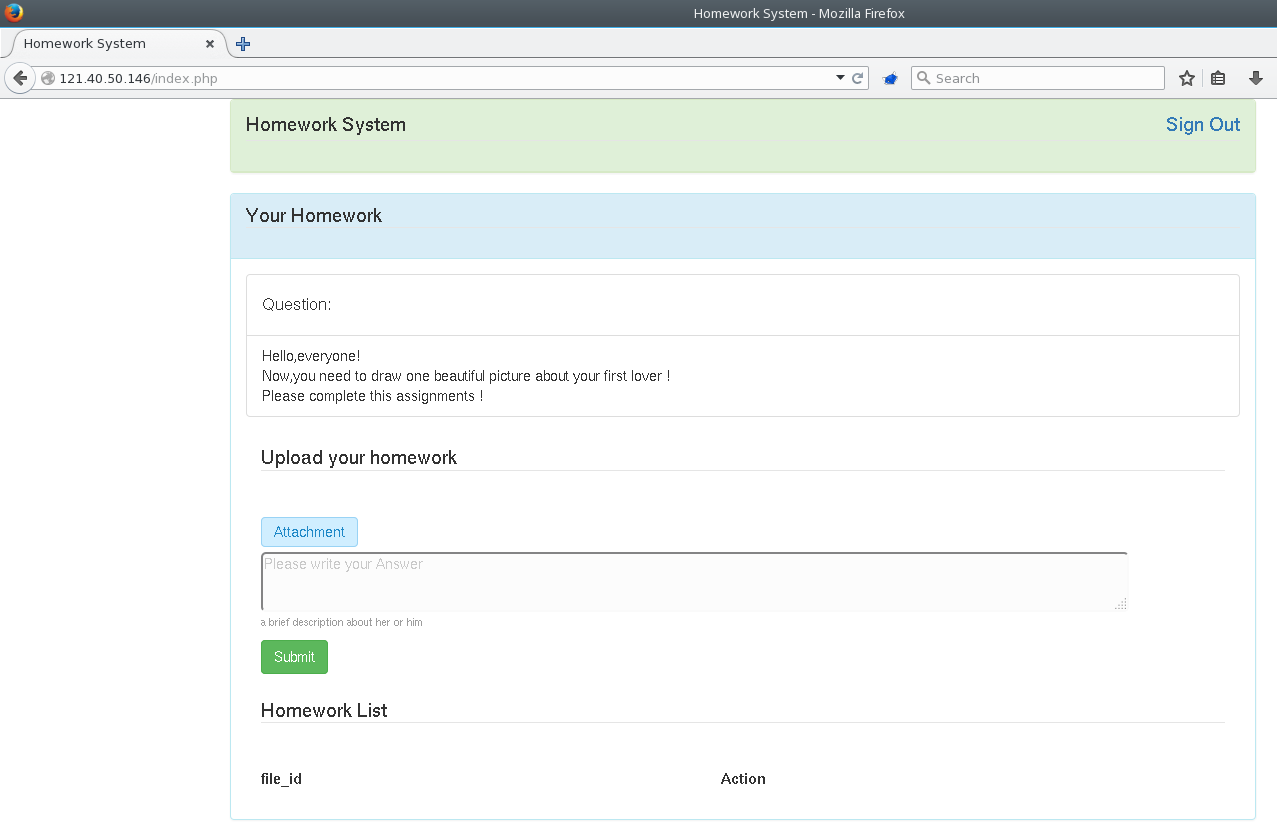 Homework System - Mozilla Firefox
Homework System
121.40.50.146/index.php
Search
Homework System
Sign Out
Your Homework
Question:
Hello,everyone!
Now,you need to draw one beautiful picture about your first lover !
Please complete this assignments !
Upload your homework
Attachment
Please write your Answer
a brief description about her or him
Submit
Homework List
file_id
Action